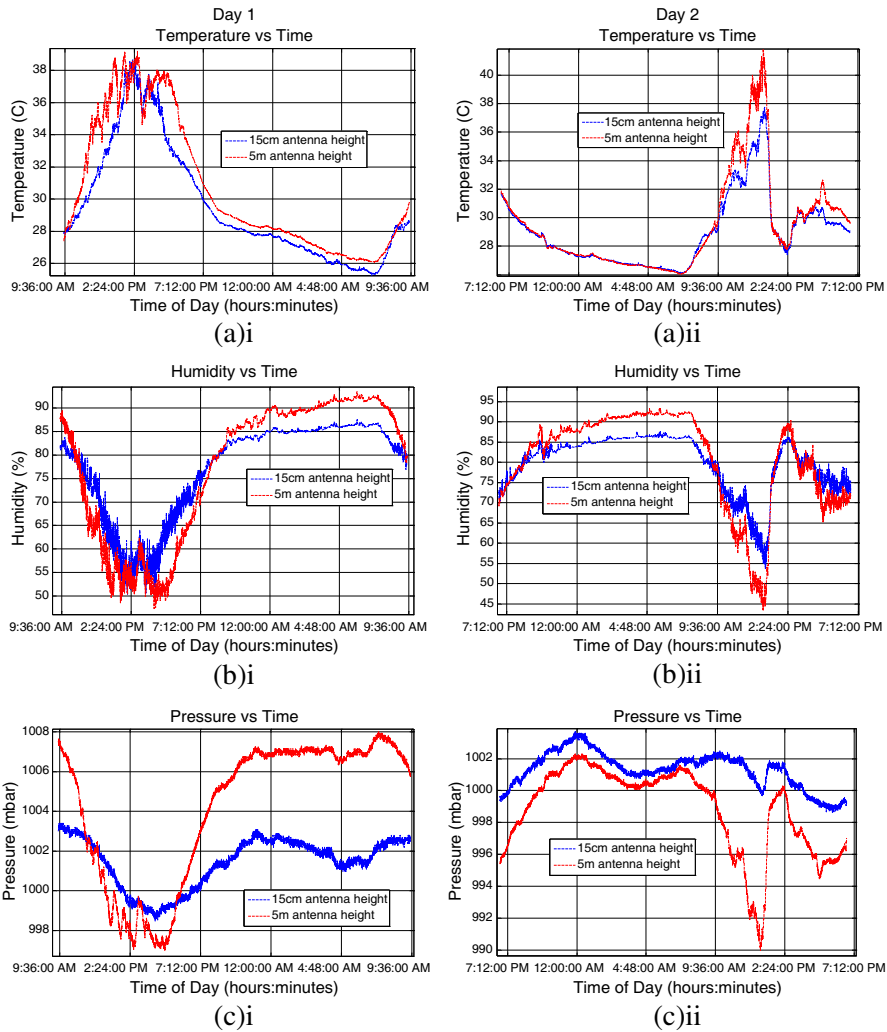 Day 1
Temperature vs Time
Temperature (C)
38
36
34
32
30
28
26
15cm antenna height
5m antenna height
9:36:00 AM 2:24:00 PM 7:12:00 PM 12:00:00 AM 4:48:00 AM 9:36:00 AM
Time of Day (hours:minutes)
(a)i
Day 2
Temperature vs Time
Temperature (C)
40
38
36
34
32
30
28
15cm antenna height
5m antenna height
7:12:00 PM 12:00:00 AM 4:48:00 AM 9:36:00 AM 2:24:00 PM 7:12:00 PM
Time of Day (hours:minutes)
(a)ii
Humidity vs Time
Humidity (%)
90
85
80
75
70
65
60
55
50
15cm antenna height
5m antenna height
9:36:00 AM 2:24:00 PM 7:12:00 PM 12:00:00 AM 4:48:00 AM 9:36:00 AM
Time of Day (hours:minutes)
(b)i
Humidity vs Time
Humidity (%)
95
90
85
80
75
70
65
60
55
50
45
15cm antenna height
5m antenna height
7:12:00 PM 12:00:00 AM 4:48:00 AM 9:36:00 AM 2:24:00 PM 7:12:00 PM
Time of Day (hours:minutes)
(b)ii
Pressure vs Time
Pressure (mbar)
1008
1006
1004
1002
1000
998
15cm antenna height
5m antenna height
9:36:00 AM 2:24:00 PM 7:12:00 PM 12:00:00 AM 4:48:00 AM 9:36:00 AM
Time of Day (hours:minutes)
(c)i
Pressure vs Time
Pressure (mbar)
1002
1000
998
996
994
992
990
15cm antenna height
5m antenna height
7:12:00 PM 12:00:00 AM 4:48:00 AM 9:36:00 AM 2:24:00 PM 7:12:00 PM
Time of Day (hours:minutes)
(c)ii